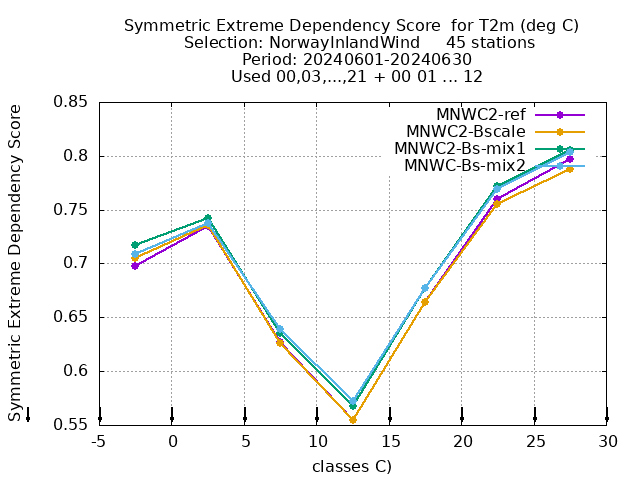 Symmetric Extreme Dependency Score  for T2m (deg C)
Selection: NorwayInlandWind     45 stations
Period: 20240601-20240630
Used 00,03,...,21 + 00 01 ... 12
Symmetric Extreme Dependency Score
0.85
0.8
0.75
0.7
0.65
0.6
0.55
MNWC2-ref
MNWC2-Bscale
MNWC2-Bs-mix1
MNWC-Bs-mix2
-5 0 5 10 15 20 25 30
classes C)